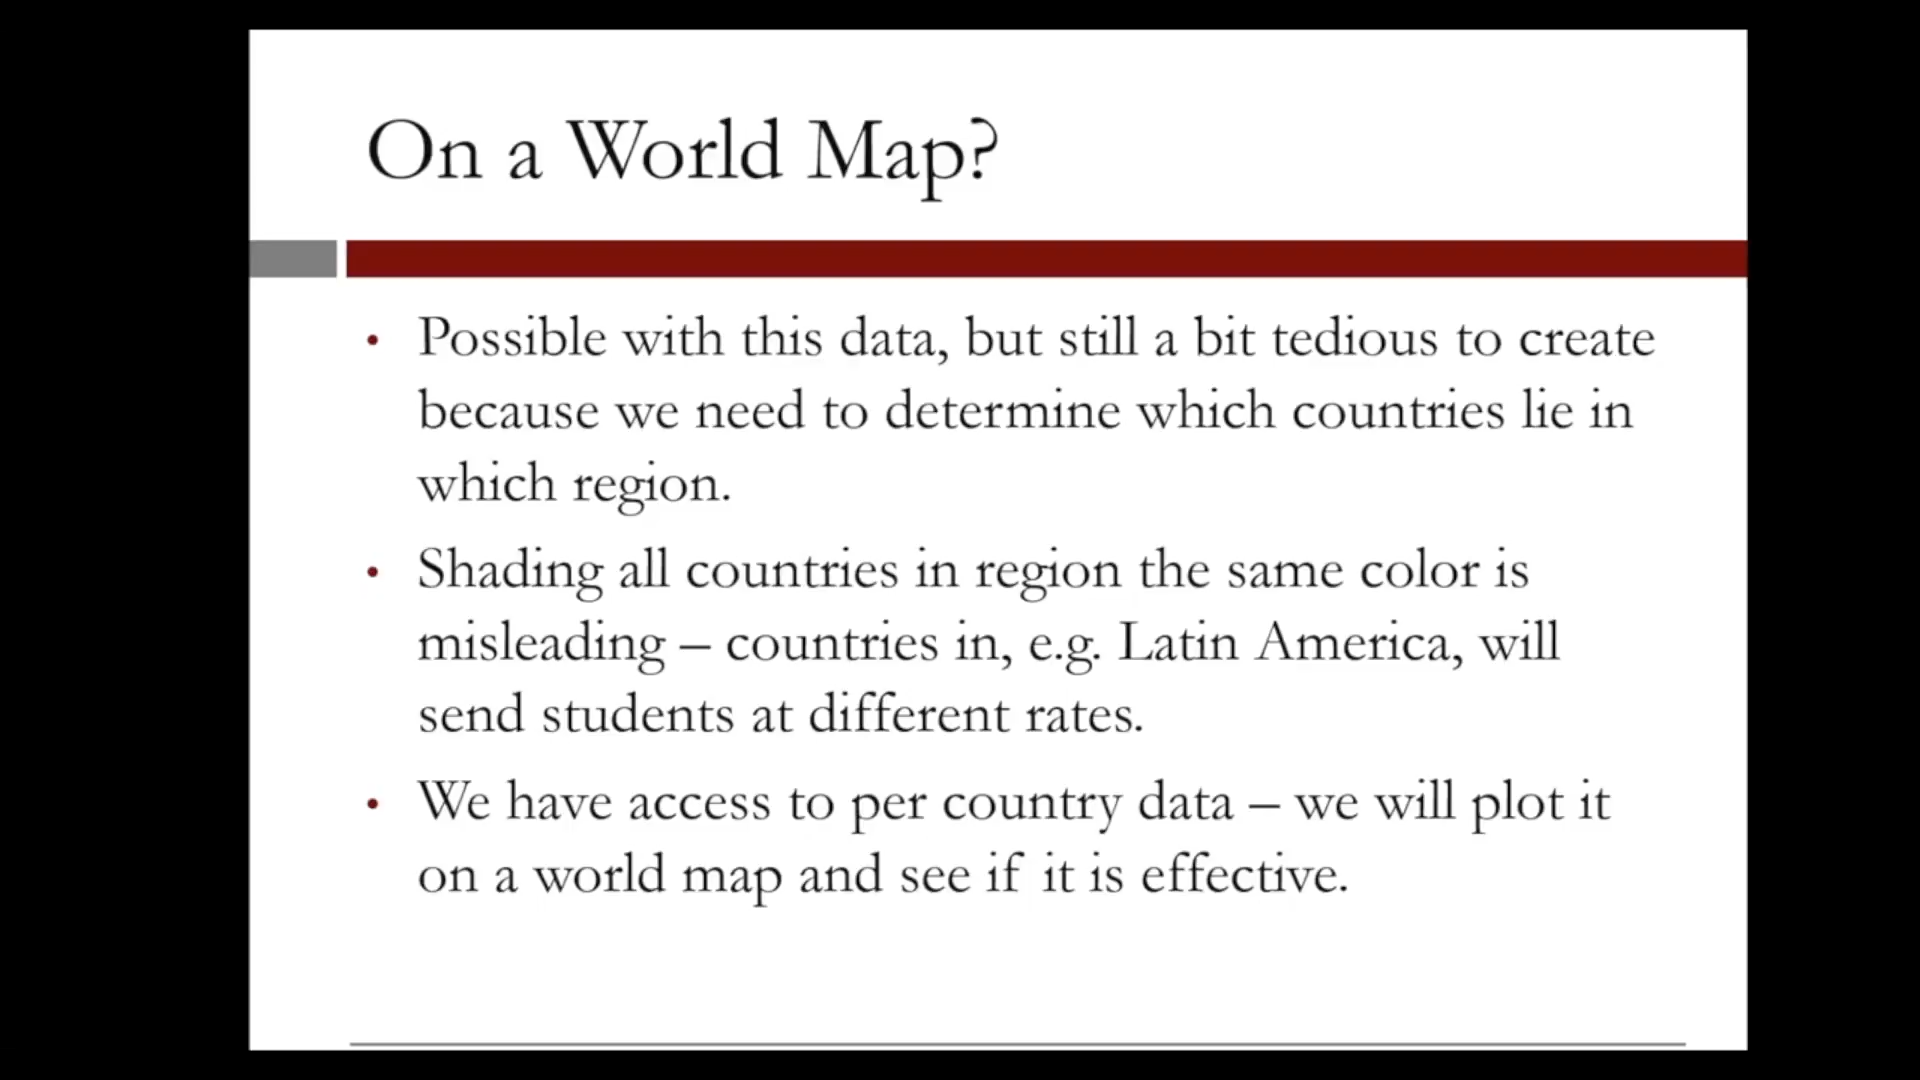 On a World Map?
• Possible with this data, but still a bit tedious to create
because we need to determine which countries lie in
which region.
• Shading all countries in region the same color is
misleading – countries in, e.g. Latin America, will
send students at different rates.
• We have access to per country data – we will plot it
on a world map and see if it is effective.